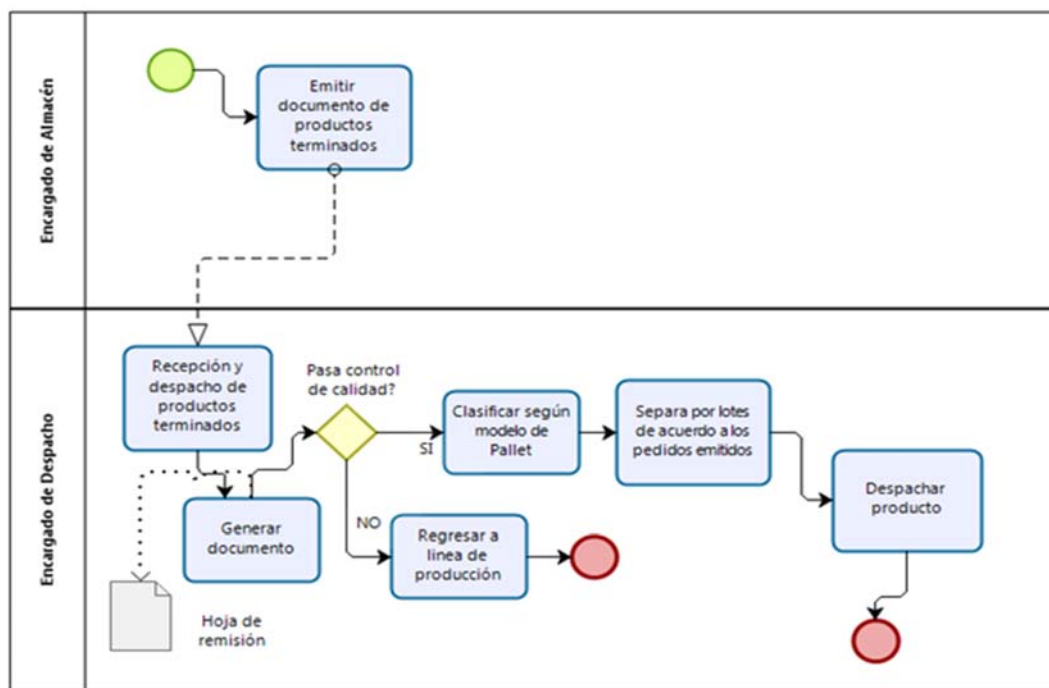 Encargado de Almacén
Emitir
documento de
productos
terminados
Encargado de Despacho
Recepción y
despacho de
productos
terminados
Pasa control
de calidad?
SI
NO
Clasificar según
modelo de
Pallet
Separa por lotes
de acuerdo a los
pedidos emitidos
Despachar
producto
Generar
documento
Regresar a
linea de
producción
Hoja de
remisión